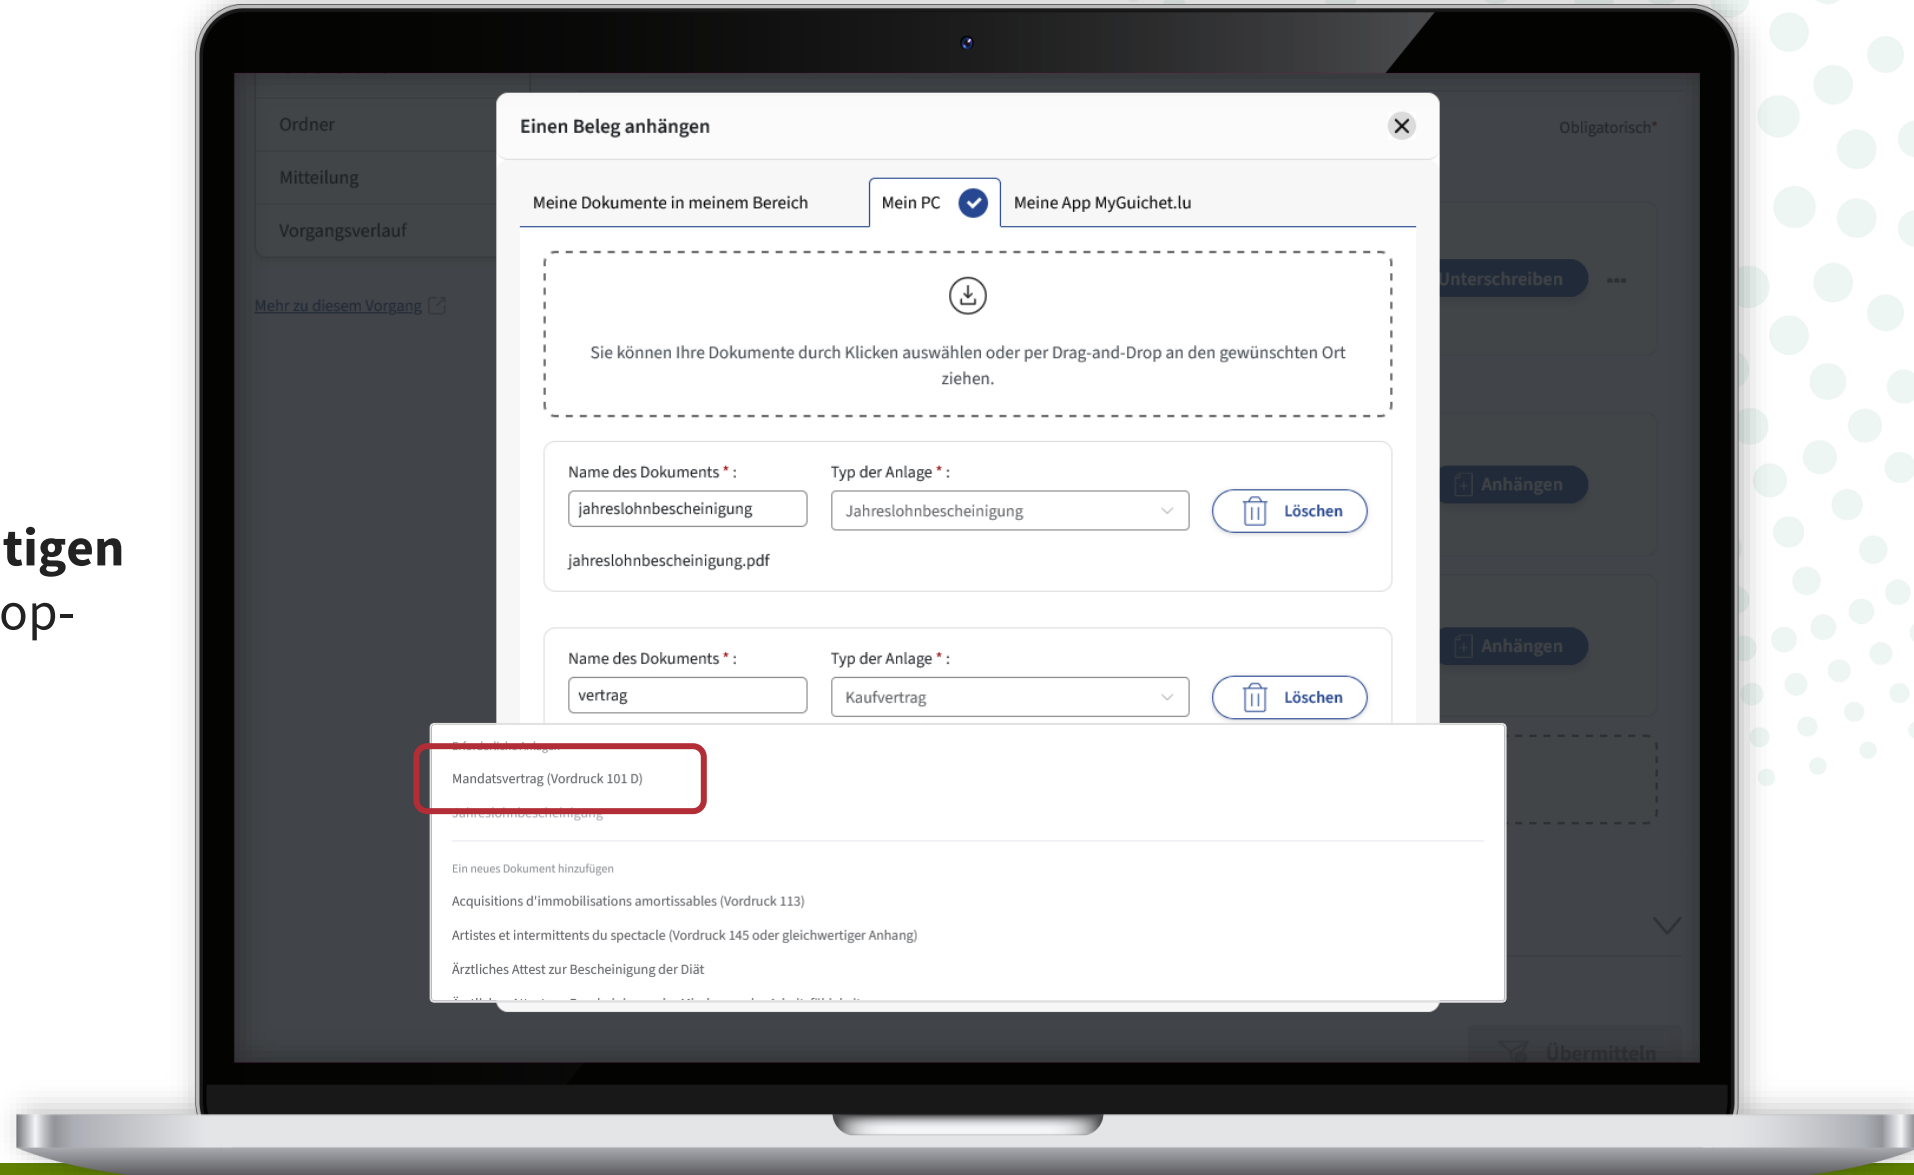 tigen
op-
Ordner
Mitteilung
Vorgangsverlauf
Mehr zu diesem Vorgang
Einen Beleg anhängen
Obligatorisch*
Meine Dokumente in meinem Bereich
Mein PC
Meine App MyGuichet.lu
Sie können Ihre Dokumente durch Klicken auswählen oder per Drag-and-Drop an den gewünschten Ort
ziehen.
Unterschreiben
Name des Dokuments * :
Typ der Anlage * :
jahreslohnbescheinigung
Jahreslohnbescheinigung
Löschen
jahreslohnbescheinigung.pdf
Anhängen
Name des Dokuments * :
Typ der Anlage * :
vertrag
Kaufvertrag
Löschen
Anhängen
Erforderliche Anlagen
Mandatsvertrag (Vordruck 101 D)
Jahreslohnbescheinigung
Ein neues Dokument hinzufügen
Acquisitions d'immobilisations amortissables (Vordruck 113)
Artistes et intermittents du spectacle (Vordruck 145 oder gleichwertiger Anhang)
Ärztliches Attest zur Bescheinigung der Diät
Übermitteln